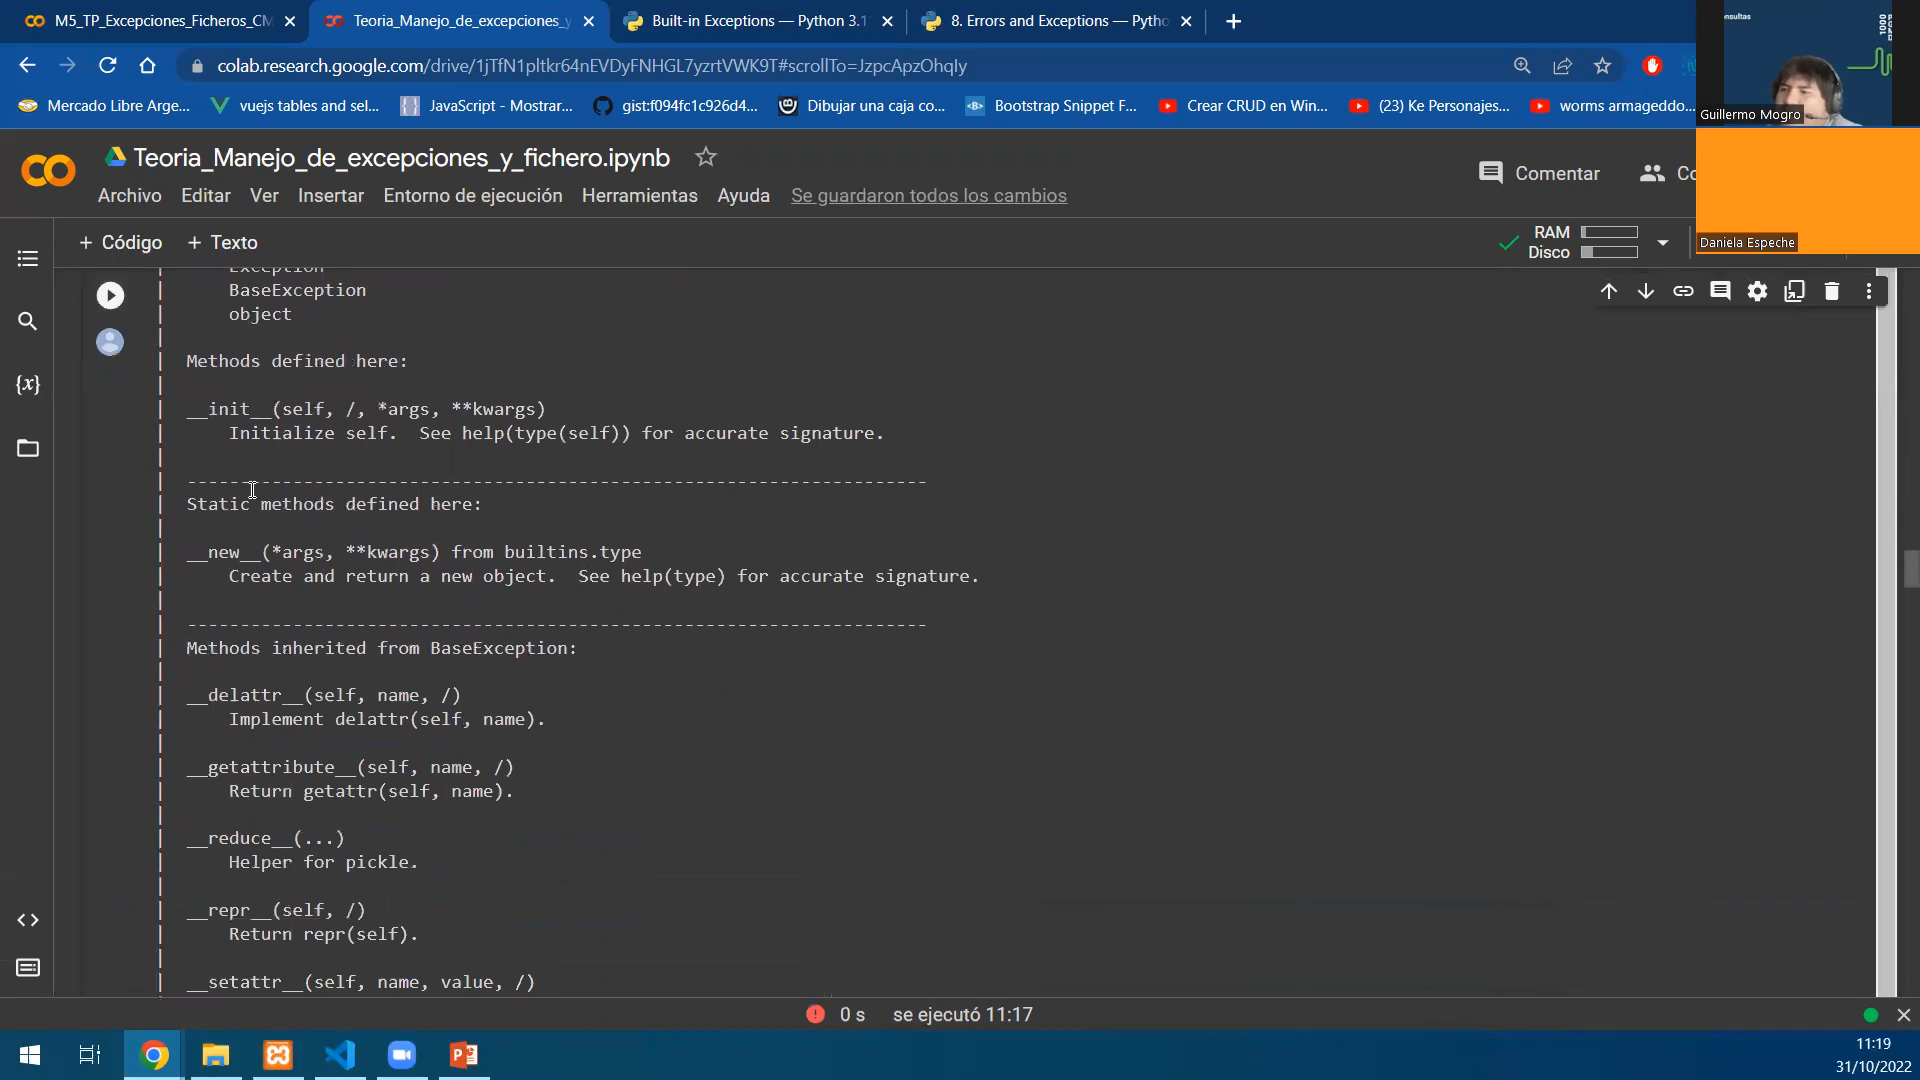 M5_TP_Excepciones_Ficheros_CM
Teoria_Manejo_de_excepciones_y
Built-in Exceptions — Python 3.1
8. Errors and Exceptions — Pytho
colab.research.google.com/drive/1jTfN1pltkr64nEVDyFNHGL7yzrtVWK9T#scrollTo=JzpcApzOhqIy
Mercado Libre Arge...
vuejs tables and sel...
JavaScript - Mostrar...
gist:f094fc1c926d4...
Dibujar una caja co...
Bootstrap Snippet F...
Crear CRUD en Win...
(23) Ke Personajes...
worms armageddo...
nsultas
1000
Guillermo Mogro
Daniela Espeche
Teoria_Manejo_de_excepciones_y_fichero.ipynb
Comentar
Co
Archivo Editar Ver Insertar Entorno de ejecución Herramientas Ayuda Se guardaron todos los cambios
+ Código + Texto
RAM
Disco
Exception
BaseException
object
Methods defined here:
__init__(self, /, *args, **kwargs)
Initialize self.  See help(type(self)) for accurate signature.
----------------------------------------------------------------------
Static methods defined here:
__new__(*args, **kwargs) from builtins.type
Create and return a new object.  See help(type) for accurate signature.
----------------------------------------------------------------------
Methods inherited from BaseException:
__delattr__(self, name, /)
Implement delattr(self, name).
__getattribute__(self, name, /)
Return getattr(self, name).
__reduce__(...)
Helper for pickle.
__repr__(self, /)
Return repr(self).
__setattr__(self, name, value, /)
0 s se ejecutó 11:17
11:19
31/10/2022